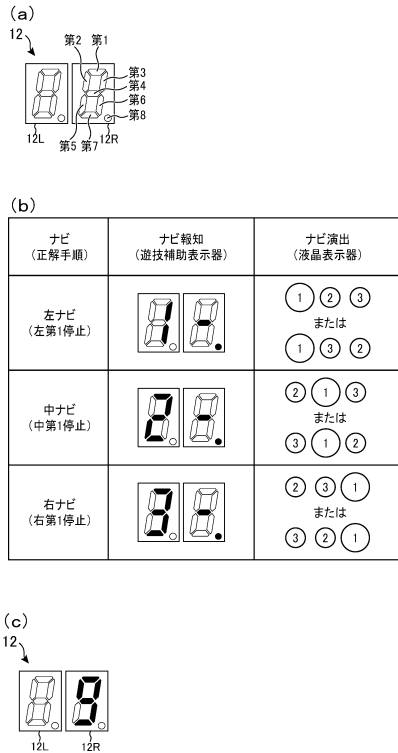 (a)
12
第2 第1
第3
第4
第6
第8
12L 第5 第7 12R
(b)
ナビ
(正解手順)
ナビ報知
(遊技補助表示器)
ナビ演出
(液晶表示器)
左ナビ
(左第1停止)
1-
1 2 3
または
1 3 2
中ナビ
(中第1停止)
2-
2 1 3
または
3 1 2
右ナビ
(右第1停止)
3-
2 3 1
または
3 2 1
(c)
12
9
12L 12R